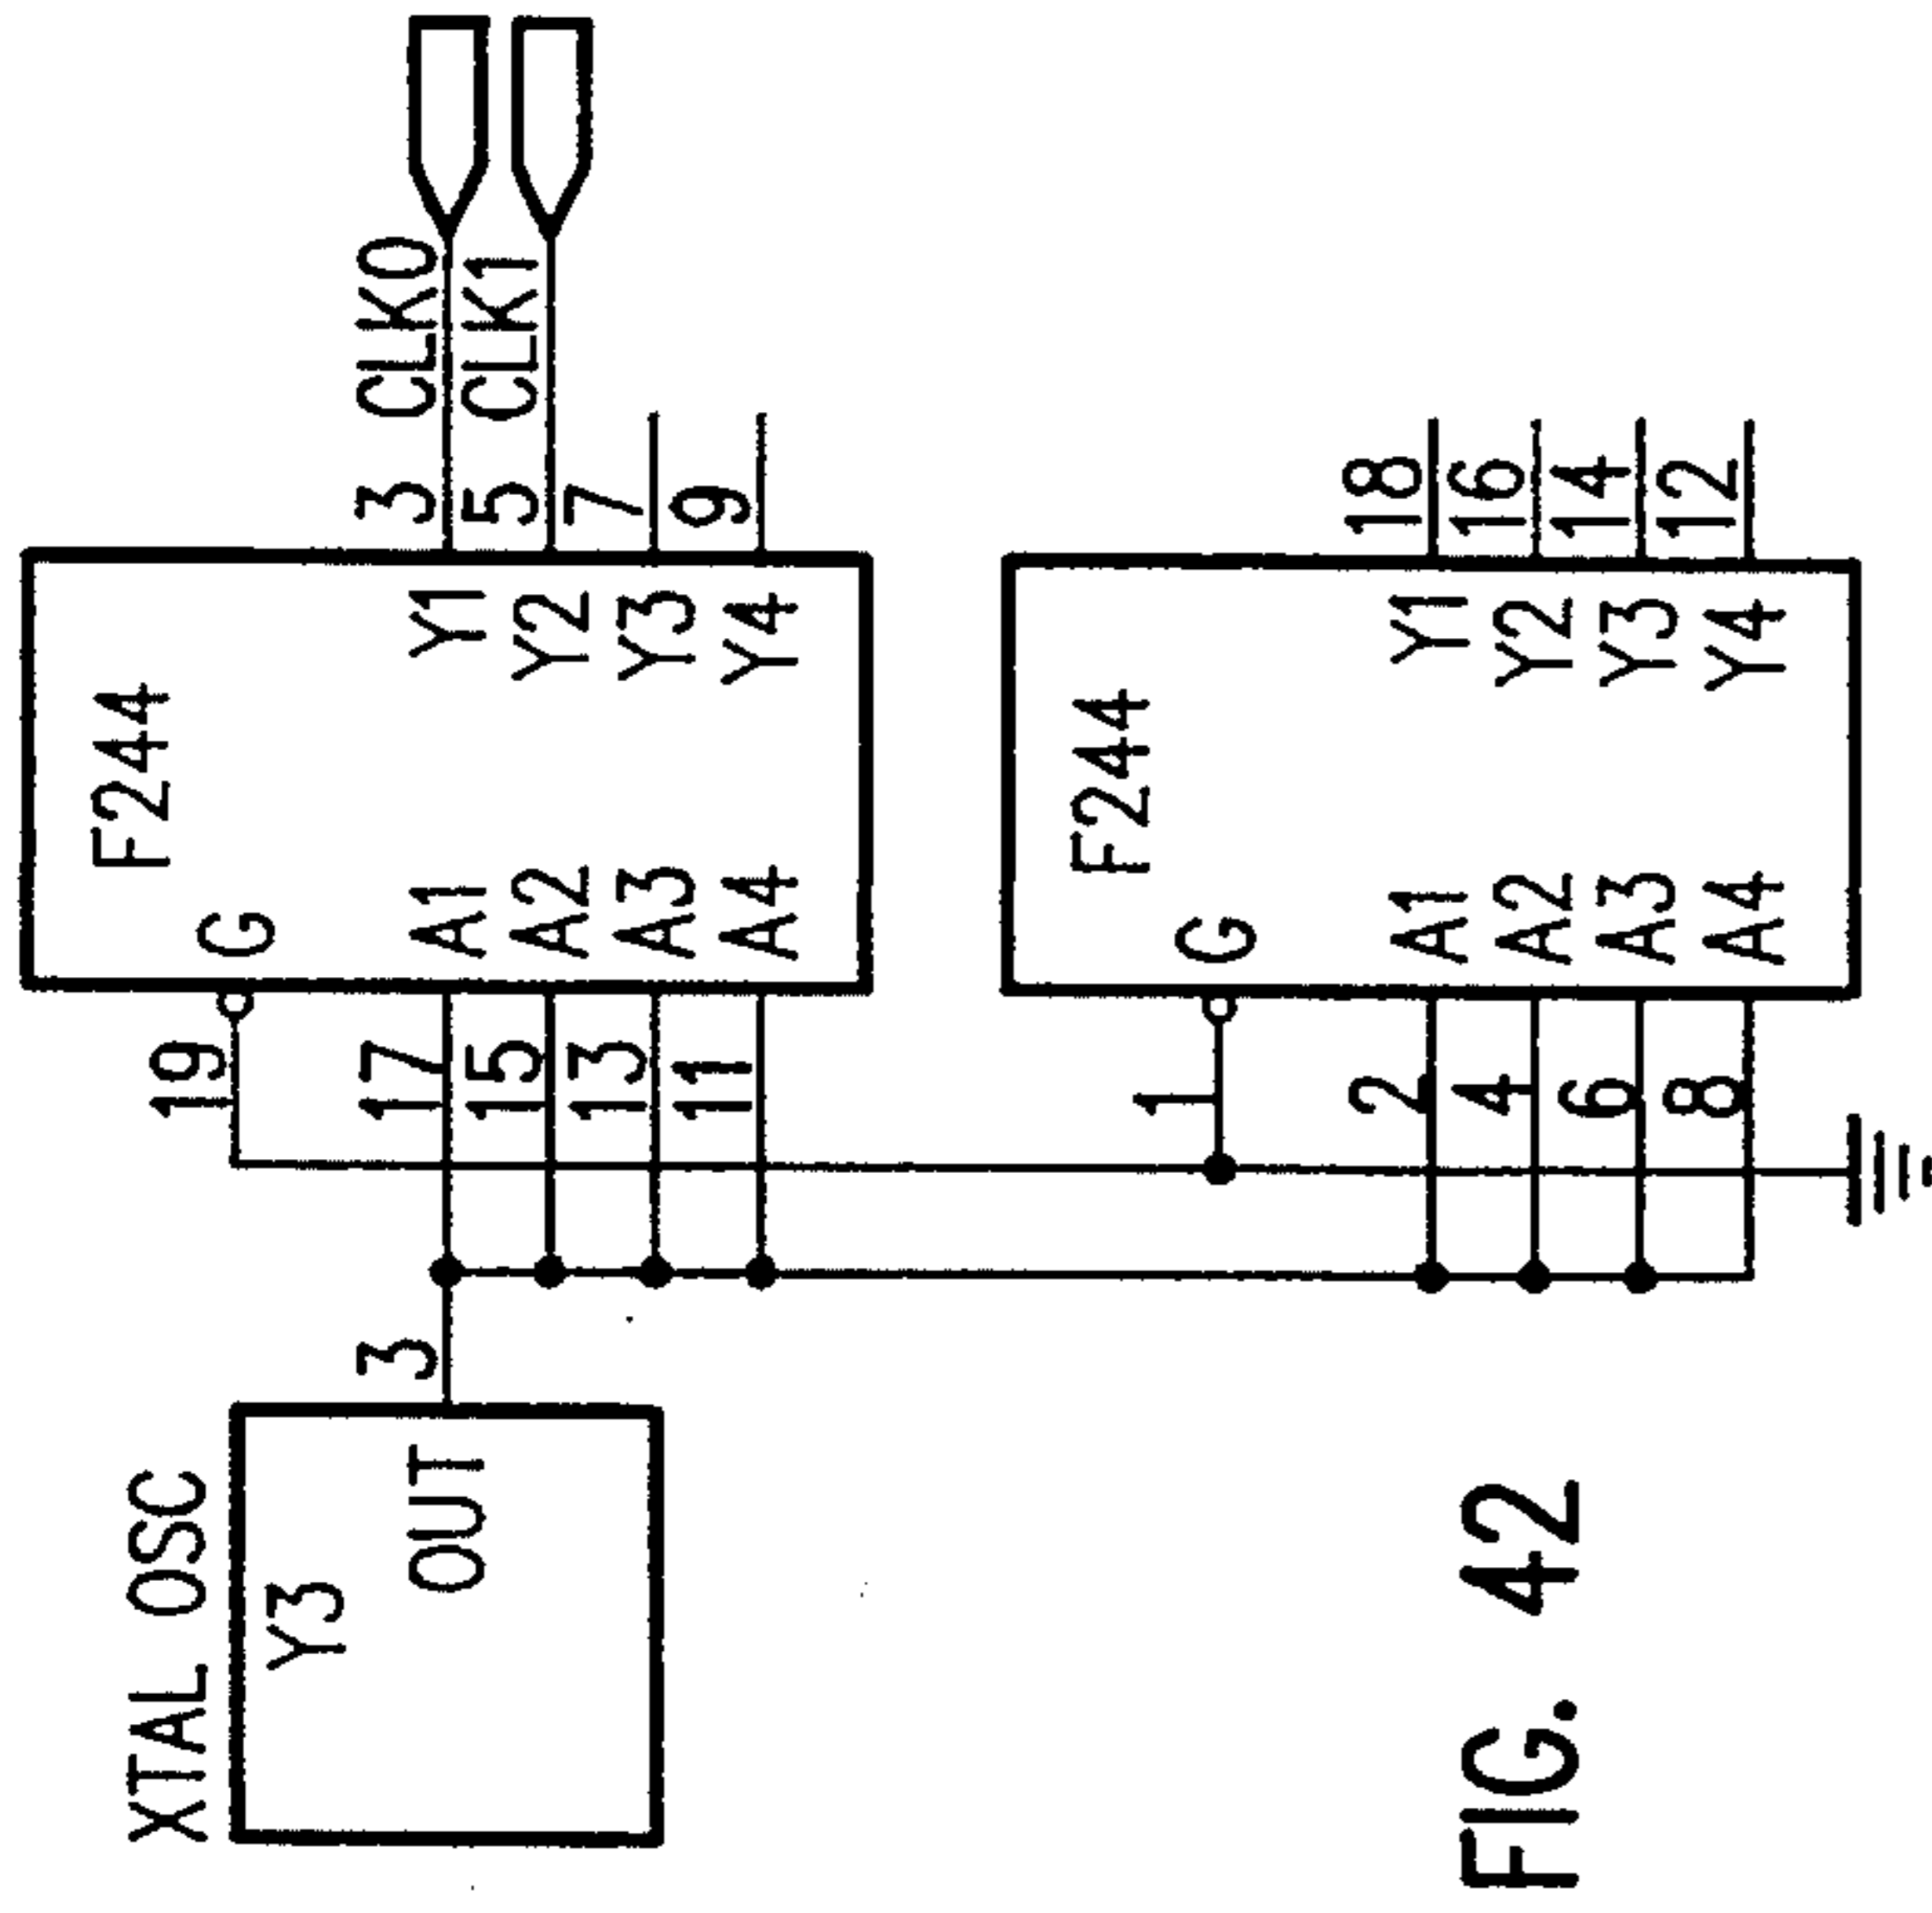 XTAL OSC
Y3
OUT
3
F244
G
A1 Y1
A2 Y2
A3 Y3
A4 Y4
19
17
15
13
11
3 CLK0
5 CLK1
7
9
F244
G
A1 Y1
A2 Y2
A3 Y3
A4 Y4
1
2
4
6
8
18
16
14
12
FIG. 42